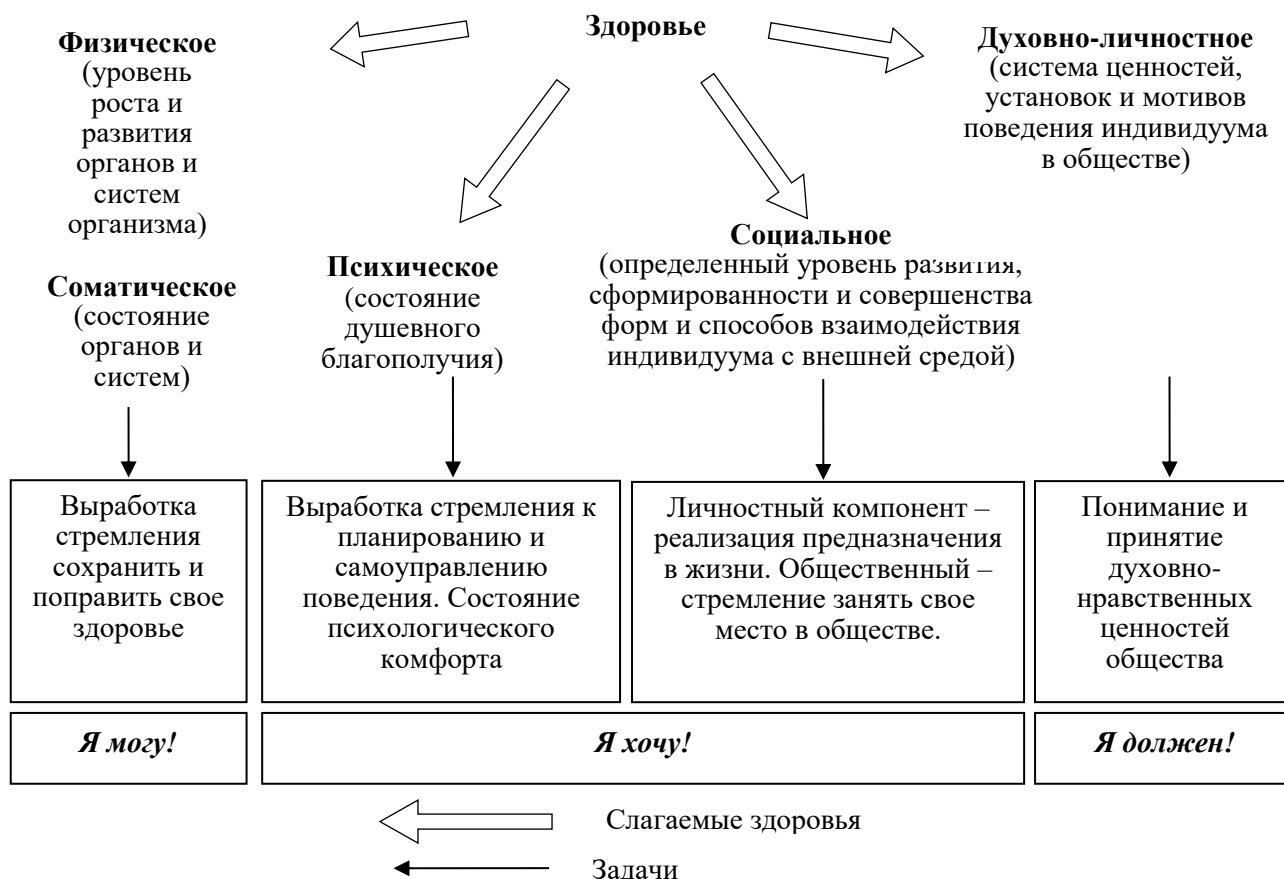 Здоровье
Физическое
(уровень
роста и
развития
органов и
систем
организма)
Соматическое
(состояние
органов и
систем)
Психическое
(состояние
душевного
благополучия)
Социальное
(определенный уровень развития,
сформированности и совершенства
форм и способов взаимодействия
индивидуума с внешней средой)
Духовно-личностное
(система ценностей,
установок и мотивов
поведения индивидуума
в обществе)
Выработка
стремления
сохранить и
поправить свое
здоровье
Выработка стремления к
планированию и
самоуправлению
поведения. Состояние
психологического
комфорта
Личностный компонент –
реализация предназначения
в жизни. Общественный –
стремление занять свое
место в обществе.
Понимание и
принятие
духовно-
нравственных
ценностей
общества
Я могу!
Я хочу!
Я должен!
Слагаемые здоровья
Задачи